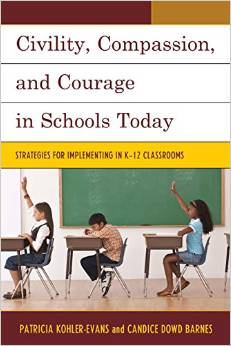 Civility, Compassion,
and Courage
in Schools Today
STRATEGIES FOR IMPLEMENTING IN K–12 CLASSROOMS
PATRICIA KOHLER-EVANS and CANDICE DOWD BARNES